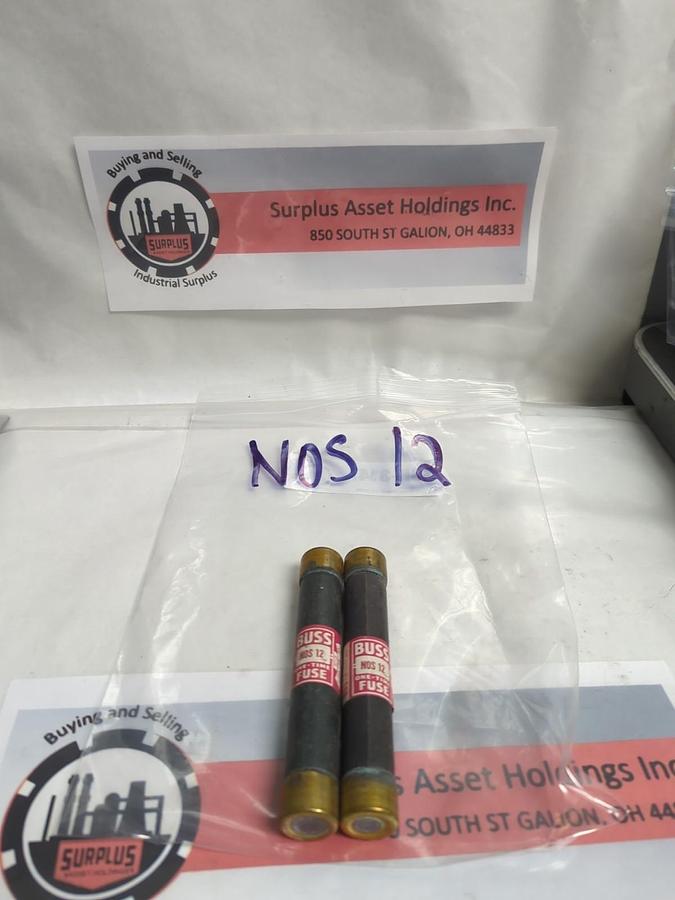 Buying and Selling
SURPLUS
Industrial Surplus
Surplus Asset Holdings Inc.
850 SOUTH ST GALION, OH 44833
NOS 12
BUSS
NOS 12
FUSE
BUSS
NOS 12
ONE-TIME
FUSE
Buying and Selling
SURPLUS
Asset Holdings Inc
SOUTH ST GALION, OH 44